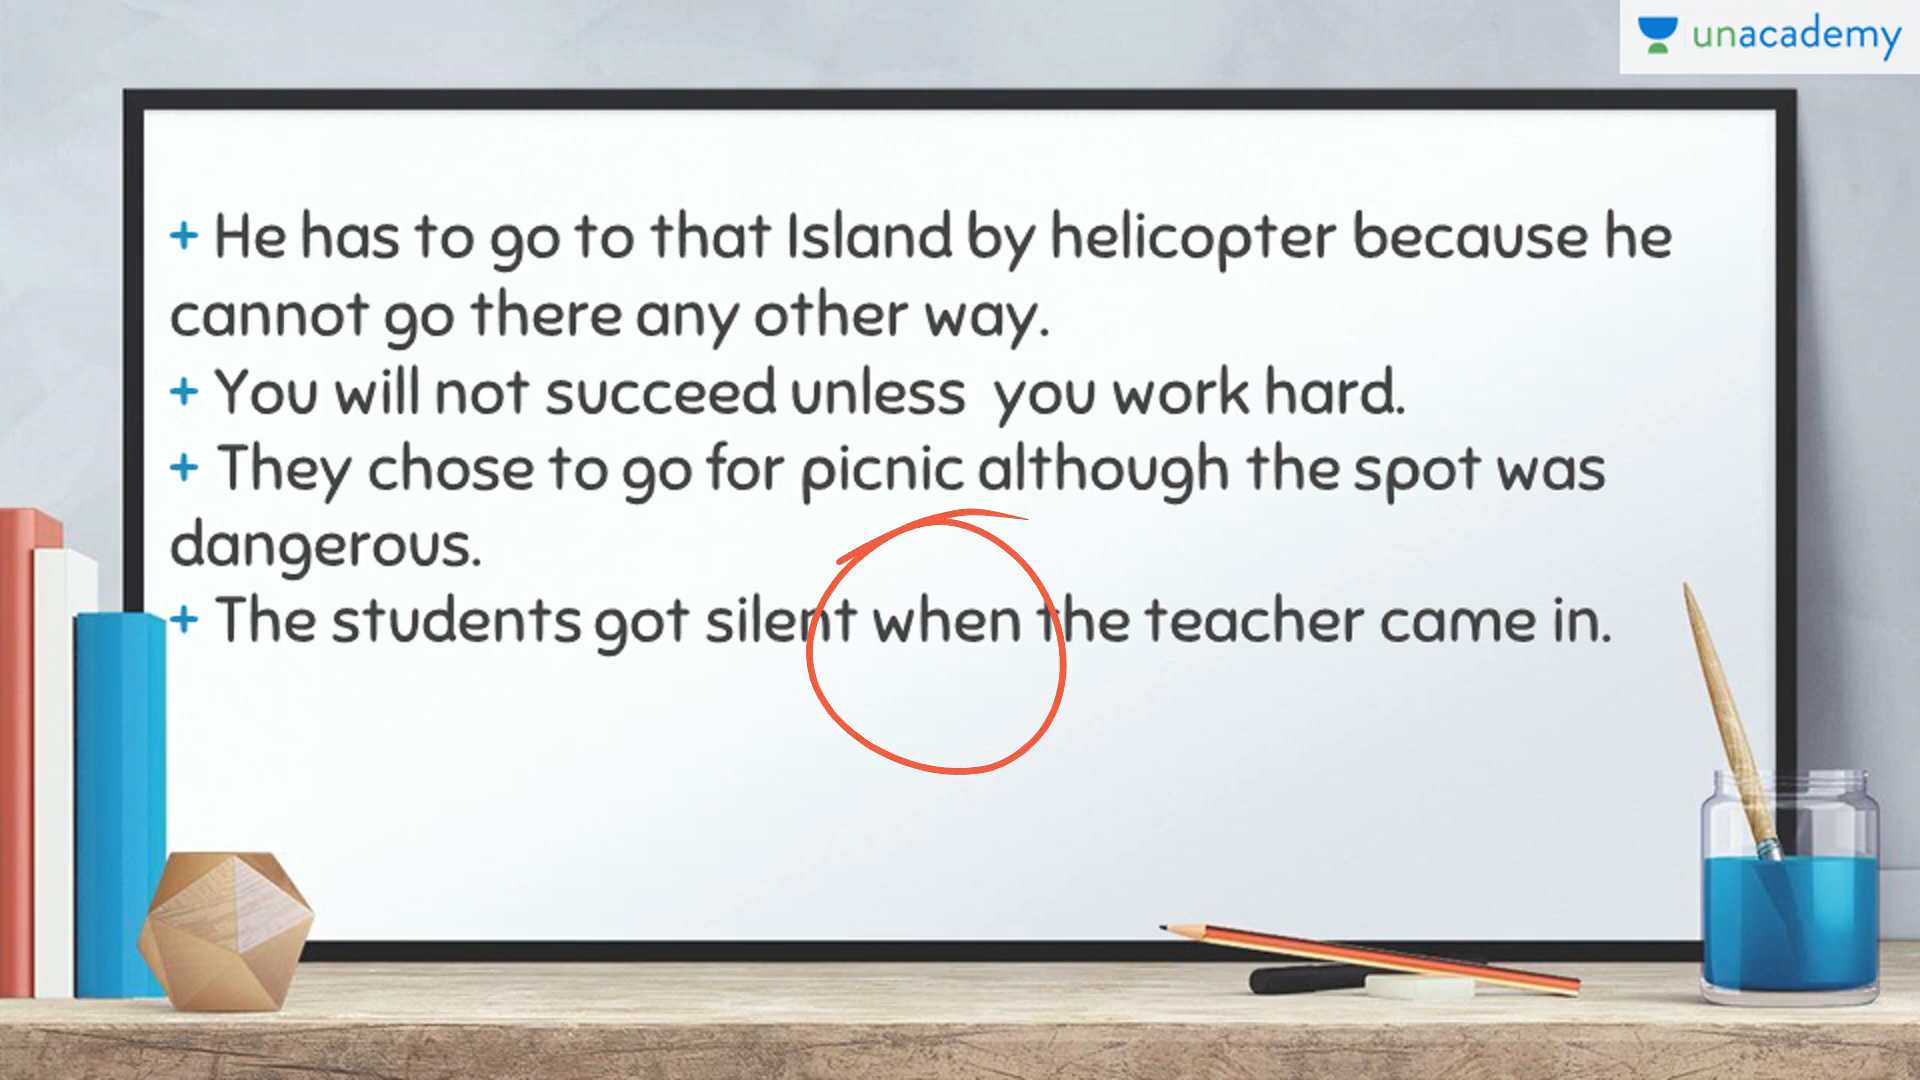 unacademy
+ He has to go to that Island by helicopter because he
cannot go there any other way.
+ You will not succeed unless you work hard.
+ They chose to go for picnic although the spot was
dangerous.
+ The students got silent when the teacher came in.